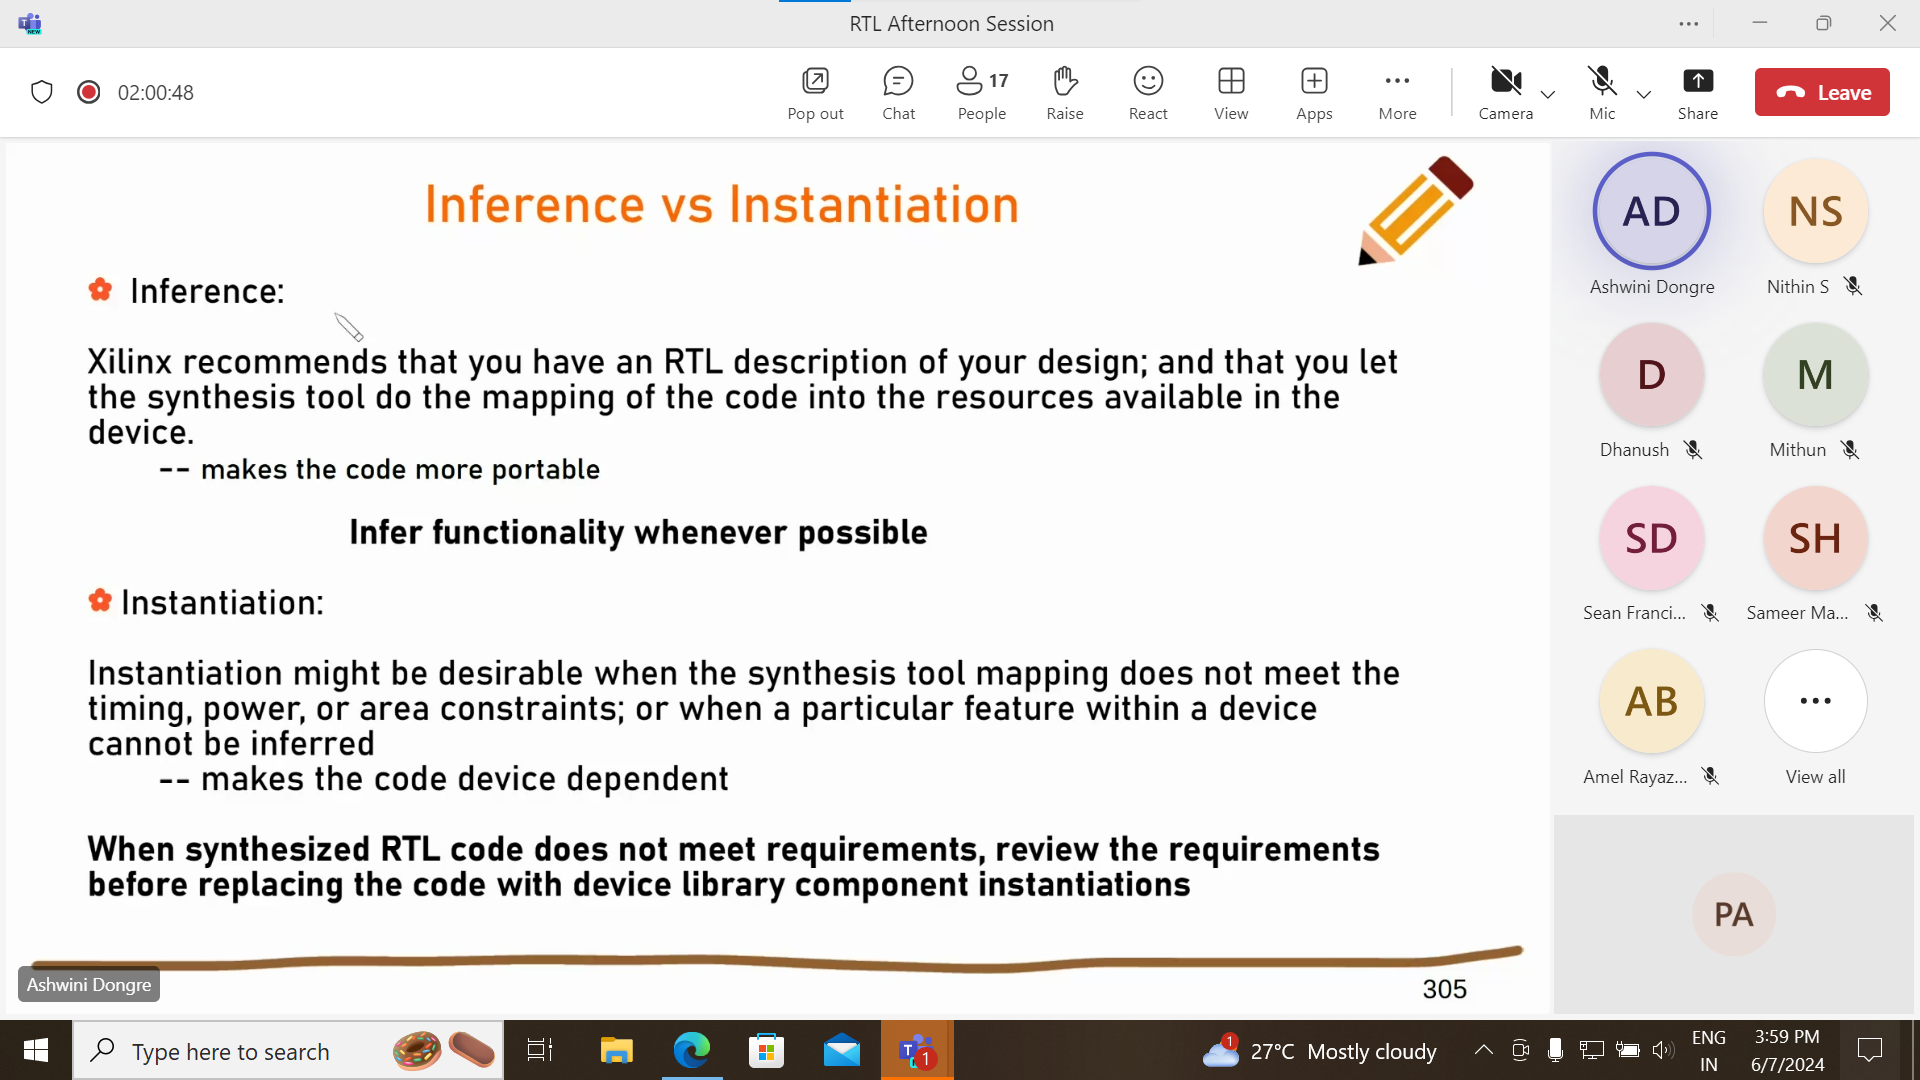 NEW
RTL Afternoon Session
02:00:48
Pop out
Chat
17
People
Raise
React
View
Apps
More
Camera
Mic
Share
Leave
Inference vs Instantiation
Inference:
Xilinx recommends that you have an RTL description of your design; and that you let
the synthesis tool do the mapping of the code into the resources available in the
device.
-- makes the code more portable
Infer functionality whenever possible
Instantiation:
Instantiation might be desirable when the synthesis tool mapping does not meet the
timing, power, or area constraints; or when a particular feature within a device
cannot be inferred
-- makes the code device dependent
When synthesized RTL code does not meet requirements, review the requirements
before replacing the code with device library component instantiations
305
Ashwini Dongre
AD
Ashwini Dongre
NS
Nithin S
D
Dhanush
M
Mithun
SD
Sean Franci...
SH
Sameer Ma...
AB
Amel Rayaz...
View all
PA
Type here to search
1
1
27°C Mostly cloudy
ENG
IN
3:59 PM
6/7/2024